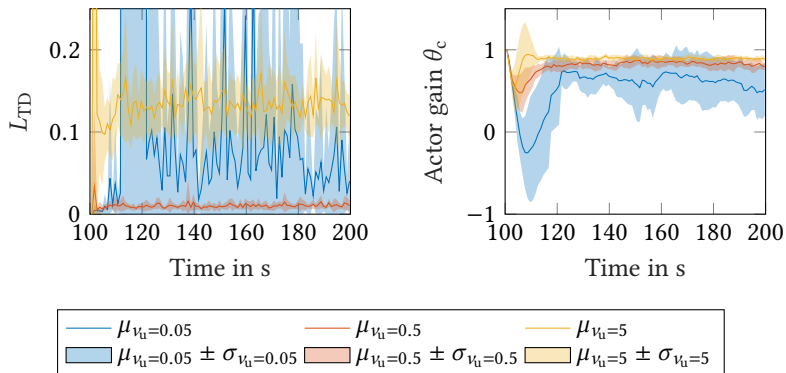 0.2
0.1
0
L_TD
100 120 140 160 180 200
Time in s
1
0
−1
Actor gain θ_c
100 120 140 160 180 200
Time in s
μ_{ν_u=0.05} μ_{ν_u=0.5} μ_{ν_u=5}
μ_{ν_u=0.05} ± σ_{ν_u=0.05} μ_{ν_u=0.5} ± σ_{ν_u=0.5} μ_{ν_u=5} ± σ_{ν_u=5}